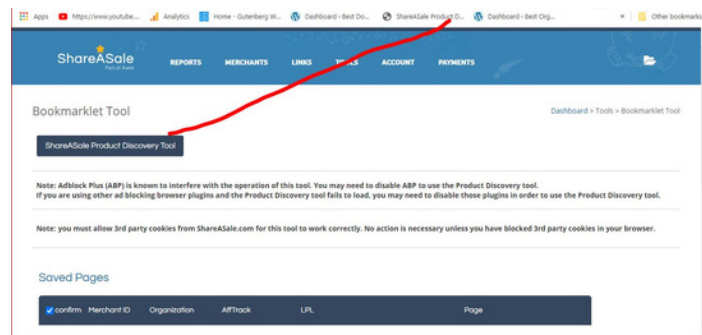 Apps https://www.youtube... Analytics Home - Gutenberg W... Dashboard - Best Do... ShareASale Product D... Dashboard - Best Org... » Other bookmarks
ShareASale REPORTS MERCHANTS LINKS TOOLS ACCOUNT PAYMENTS
Part of Awin
Bookmarklet Tool Dashboard > Tools > Bookmarklet Tool
ShareASale Product Discovery Tool
Note: Adblock Plus (ABP) is known to interfere with the operation of this tool. You may need to disable ABP to use the Product Discovery tool.
If you are using other ad blocking browser plugins and the Product Discovery tool fails to load, you may need to disable those plugins in order to use the Product Discovery tool.
Note: you must allow 3rd party cookies from ShareASale.com for this tool to work correctly. No action is necessary unless you have blocked 3rd party cookies in your browser.
Saved Pages
confirm Merchant ID Organization AffTrack LPL Page